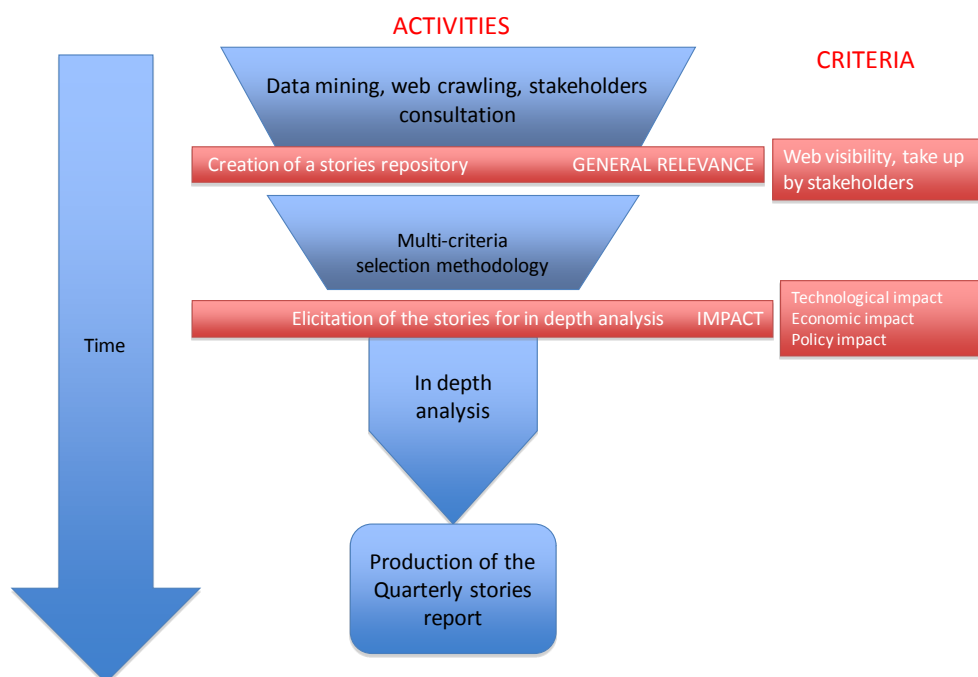 ACTIVITIES
CRITERIA
Data mining, web crawling, stakeholders
consultation
Creation of a stories repository GENERAL RELEVANCE
Web visibility, take up
by stakeholders
Multi-criteria
selection methodology
Elicitation of the stories for in depth analysis IMPACT
Technological impact
Economic impact
Policy impact
Time
In depth
analysis
Production of the
Quarterly stories
report